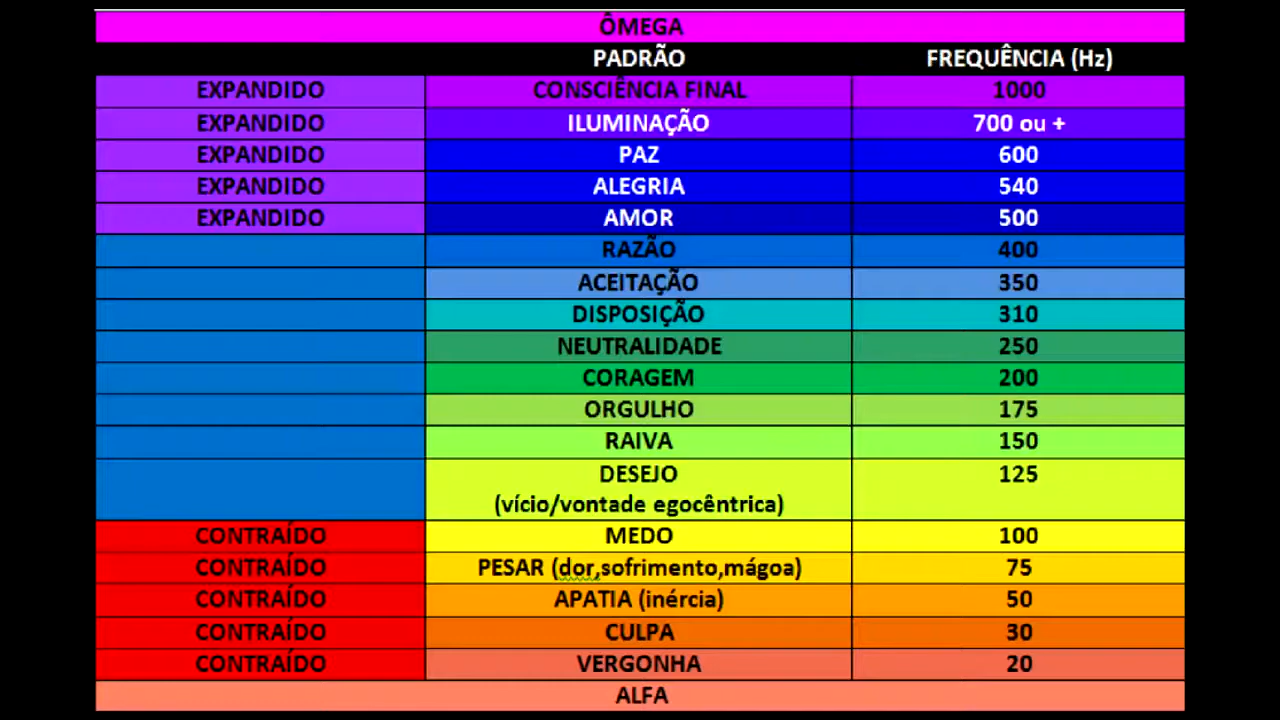 ÔMEGA
PADRÃO FREQUÊNCIA (Hz)
EXPANDIDO CONSCIÊNCIA FINAL 1000
EXPANDIDO ILUMINAÇÃO 700 ou +
EXPANDIDO PAZ 600
EXPANDIDO ALEGRIA 540
EXPANDIDO AMOR 500
RAZÃO 400
ACEITAÇÃO 350
DISPOSIÇÃO 310
NEUTRALIDADE 250
CORAGEM 200
ORGULHO 175
RAIVA 150
DESEJO 125
(vício/vontade egocêntrica)
CONTRAÍDO MEDO 100
CONTRAÍDO PESAR (dor,sofrimento,mágoa) 75
CONTRAÍDO APATIA (inércia) 50
CONTRAÍDO CULPA 30
CONTRAÍDO VERGONHA 20
ALFA